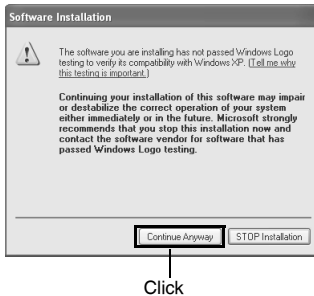 Software Installation
The software you are installing has not passed Windows Logo
testing to verify its compatibility with Windows XP. (Tell me why
this testing is important.)
Continuing your installation of this software may impair
or destabilize the correct operation of your system
either immediately or in the future. Microsoft strongly
recommends that you stop this installation now and
contact the software vendor for software that has
passed Windows Logo testing.
Continue Anyway STOP Installation
Click